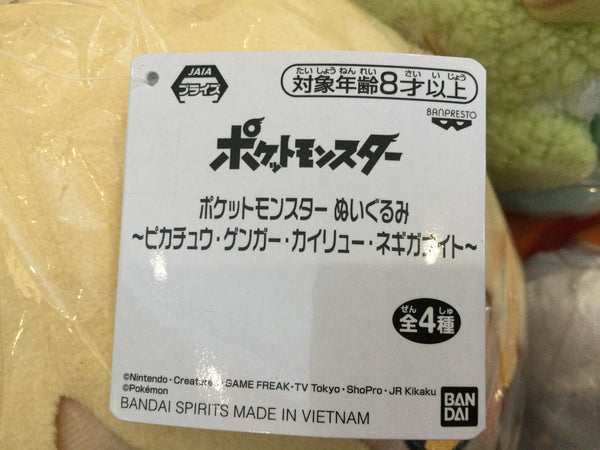 JAIA
プライズ
たいしょうねんれい さい いじょう
対象年齢8才以上
BANPRESTO
ポケットモンスター
ポケットモンスター ぬいぐるみ
~ピカチュウ・ゲンガー・カイリュー・ネギガナイト~
ぜん しゅ
全4種
©Nintendo・Creatures・GAME FREAK・TV Tokyo・ShoPro・JR Kikaku
©Pokémon
BANDAI SPIRITS MADE IN VIETNAM
BAN
DAI